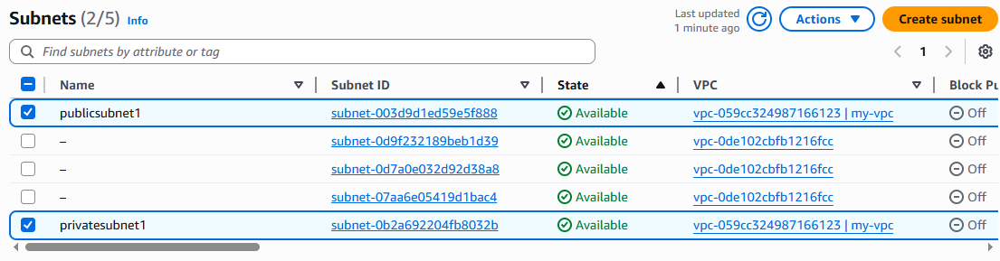 Subnets (2/5) Info
Last updated
1 minute ago
Actions
Create subnet
Find subnets by attribute or tag
1
Name Subnet ID State VPC Block Pu
publicsubnet1 subnet-003d9d1ed59e5f888 Available vpc-059cc324987166123 | my-vpc Off
– subnet-0d9f232189beb1d39 Available vpc-0de102cbfb1216fcc
– subnet-0d7a0e032d92d38a8 Available vpc-0de102cbfb1216fcc
– subnet-07aa6e05419d1bac4 Available vpc-0de102cbfb1216fcc Off
privatesubnet1 subnet-0b2a692204fb8032b Available vpc-059cc324987166123 | my-vpc Off